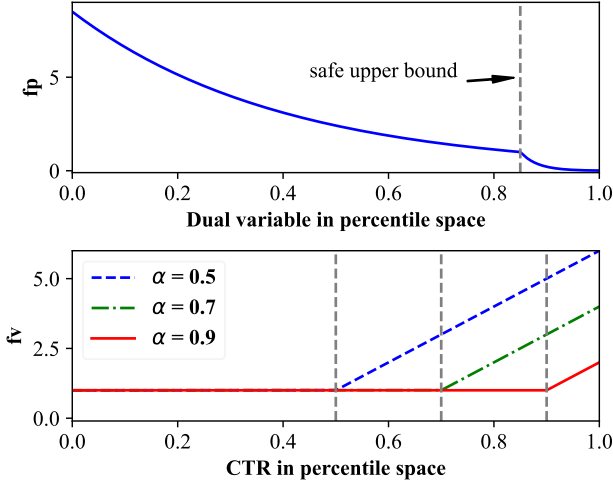 5
0
fp
safe upper bound
0.0 0.2 0.4 0.6 0.8 1.0
Dual variable in percentile space
5.0
2.5
0.0
fv
α = 0.5
α = 0.7
α = 0.9
0.0 0.2 0.4 0.6 0.8 1.0
CTR in percentile space